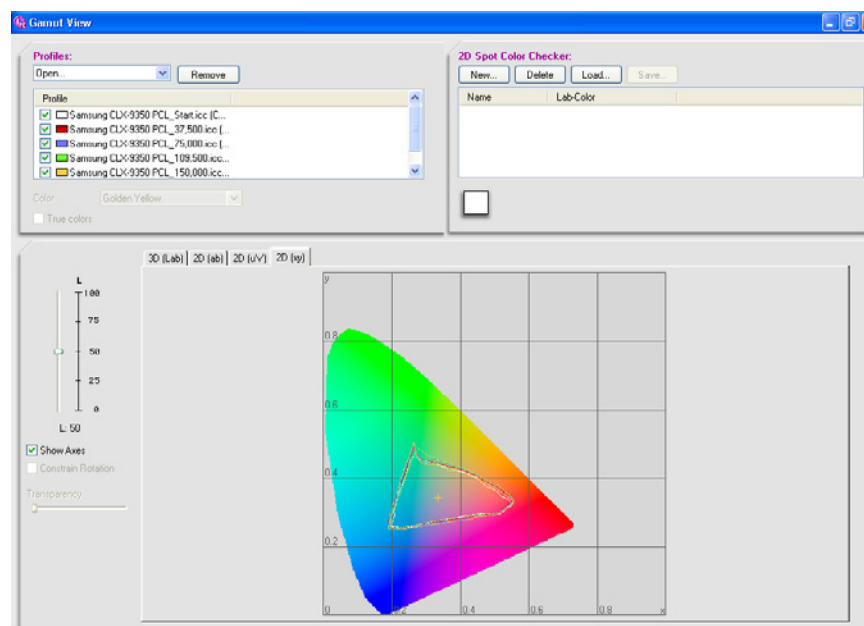 Gamut View
Profiles:
Open...
Remove
Profile
Samsung CLX-9350 PCL_Start.icc (C...
Samsung CLX-9350 PCL_37,500.icc (...
Samsung CLX-9350 PCL_75,000.icc (...
Samsung CLX-9350 PCL_109,500.icc...
Samsung CLX-9350 PCL_150,000.icc...
Color
Golden Yellow
True colors
2D Spot Color Checker:
New...
Delete
Load...
Save...
Name
Lab-Color
3D (Lab)
2D (ab)
2D (u'v')
2D (xy)
L
100
75
50
25
0
L: 50
Show Axes
Constrain Rotation
Transparency
y
0.8
0.6
0.4
0.2
0
0.2
0.4
0.6
0.8
x